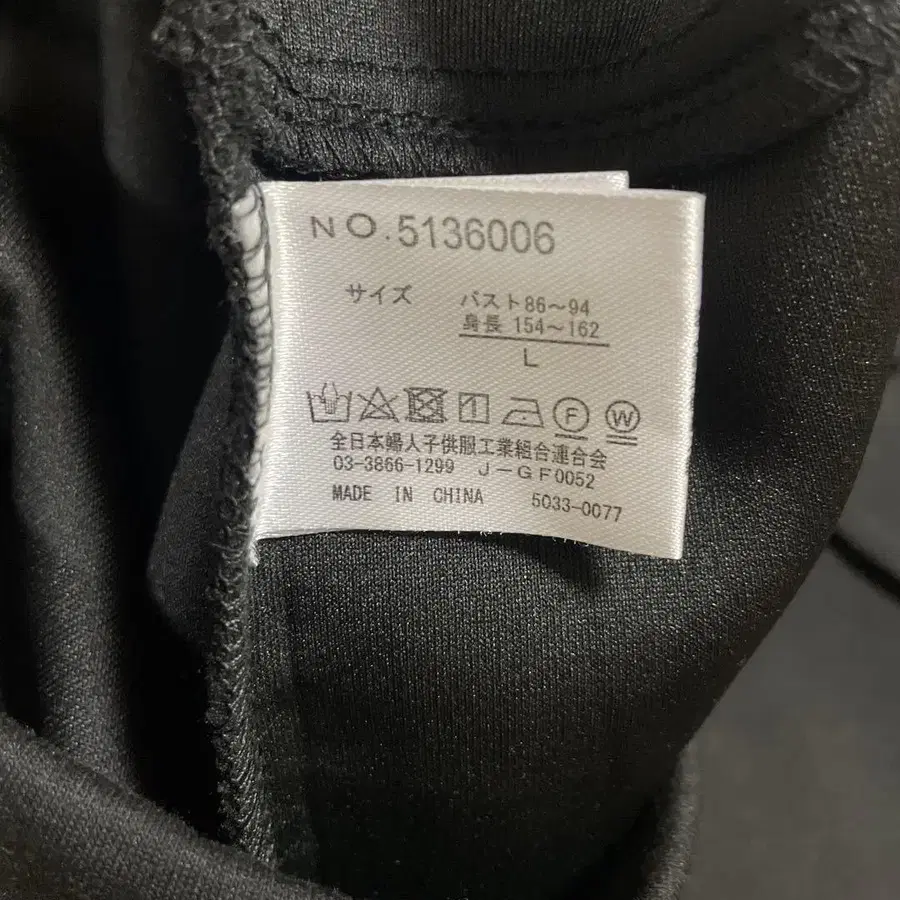 NO.5136006
サイズ バスト86～94
身長 154～162
L
F W
全日本婦人子供服工業組合連合会
03-3866-1299 J-GF0052
MADE IN CHINA 5033-0077